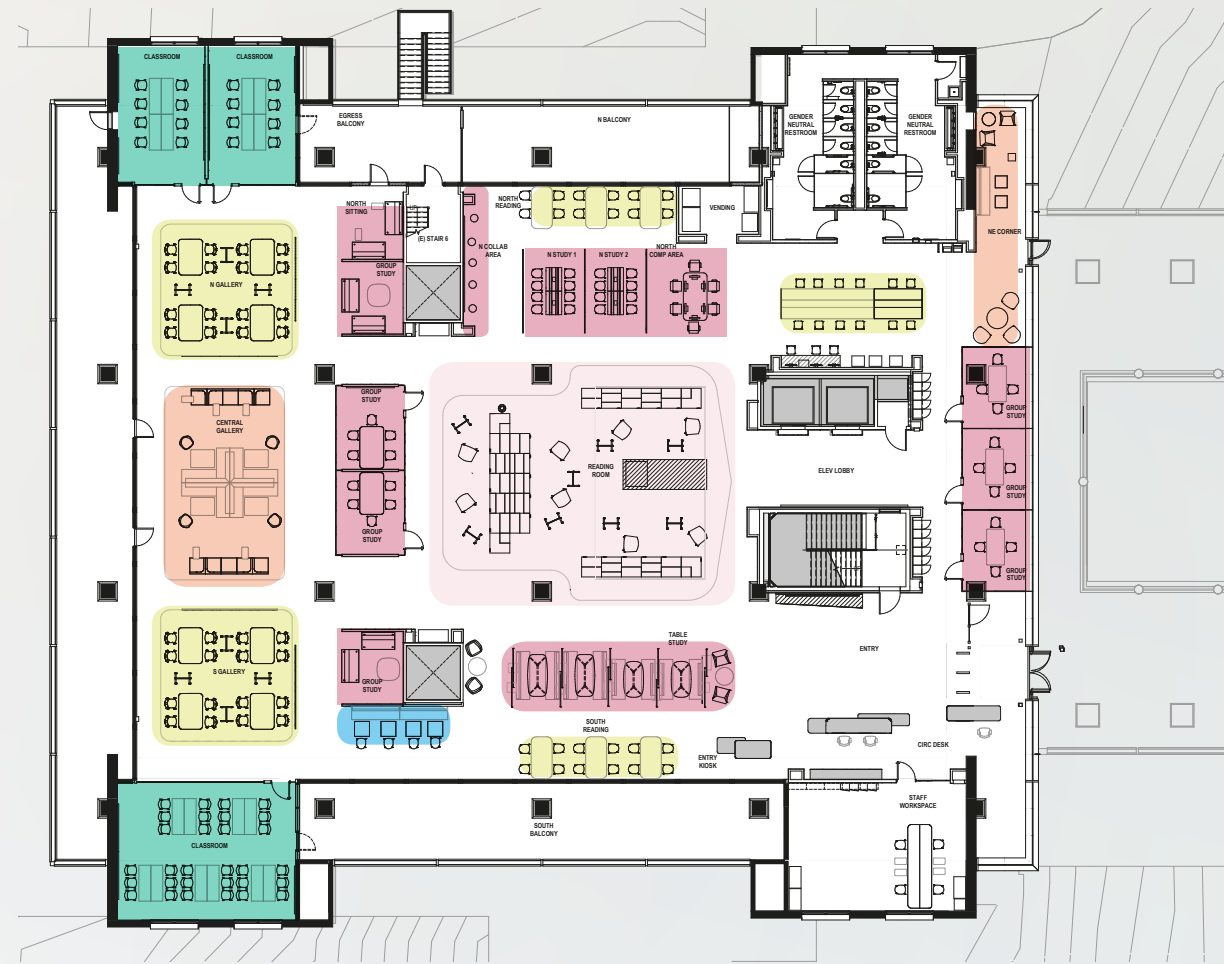 CLASSROOM
CLASSROOM
EGRESS
BALCONY
N BALCONY
GENDER
NEUTRAL
RESTROOM
GENDER
NEUTRAL
RESTROOM
NORTH
SITTING
(E) STAIR 6
NORTH
READING
VENDING
NE CORNER
N COLLAB
AREA
N STUDY 1
N STUDY 2
NORTH
COMP AREA
GROUP
STUDY
N GALLERY
CENTRAL
GALLERY
GROUP
STUDY
GROUP
STUDY
READING
ROOM
ELEV LOBBY
GROUP
STUDY
GROUP
STUDY
GROUP
STUDY
S GALLERY
GROUP
STUDY
TABLE
STUDY
ENTRY
SOUTH
READING
ENTRY
KIOSK
CIRC DESK
STAFF
WORKSPACE
SOUTH
BALCONY
CLASSROOM